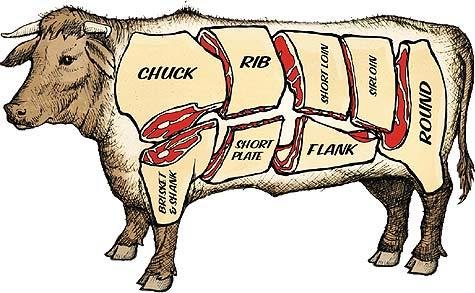 CHUCK
RIB
SHORT LOIN
SIRLOIN
ROUND
BRISKET
& SHANK
SHORT
PLATE
FLANK